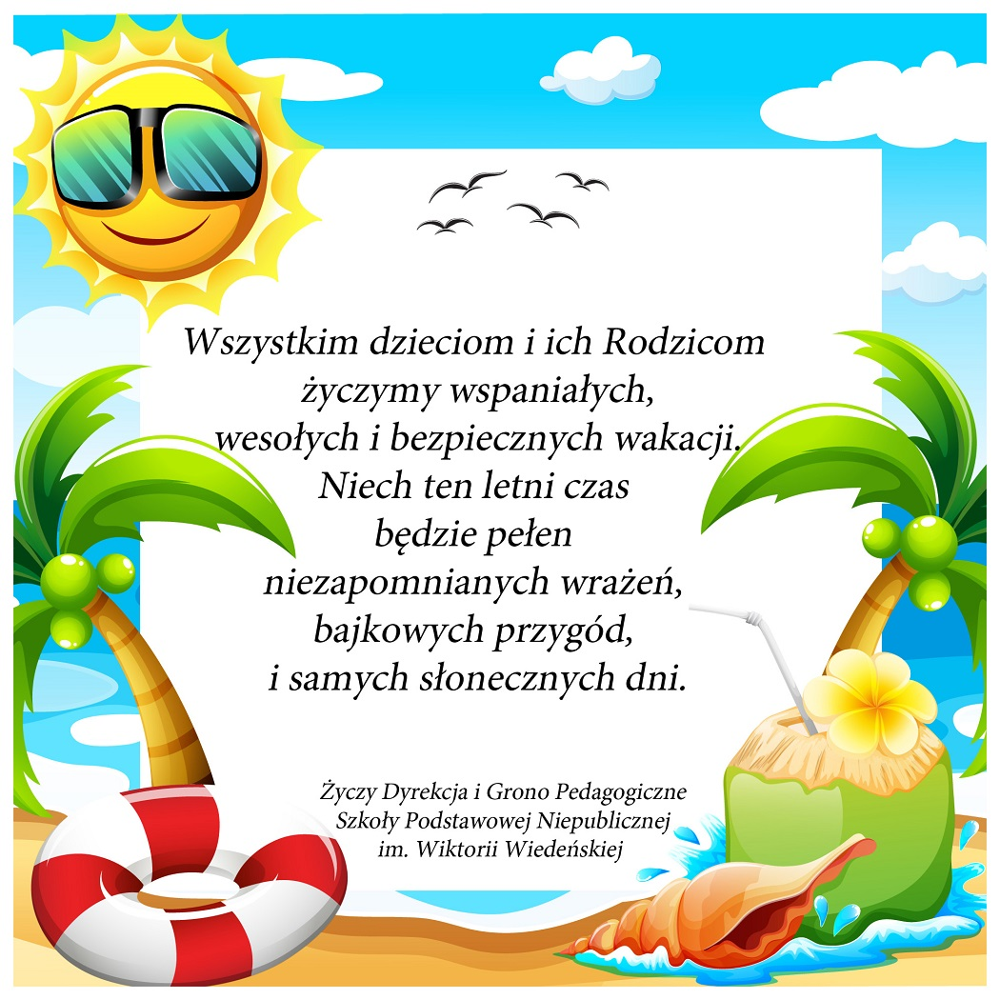 Wszystkim dzieciom i ich Rodzicom
życzymy wspaniałych,
wesołych i bezpiecznych wakacji.
Niech ten letni czas
będzie pełen
niezapomnianych wrażeń,
bajkowych przygód,
i samych słonecznych dni.
Życzy Dyrekcja i Grono Pedagogiczne
Szkoły Podstawowej Niepublicznej
im. Wiktorii Wiedeńskiej